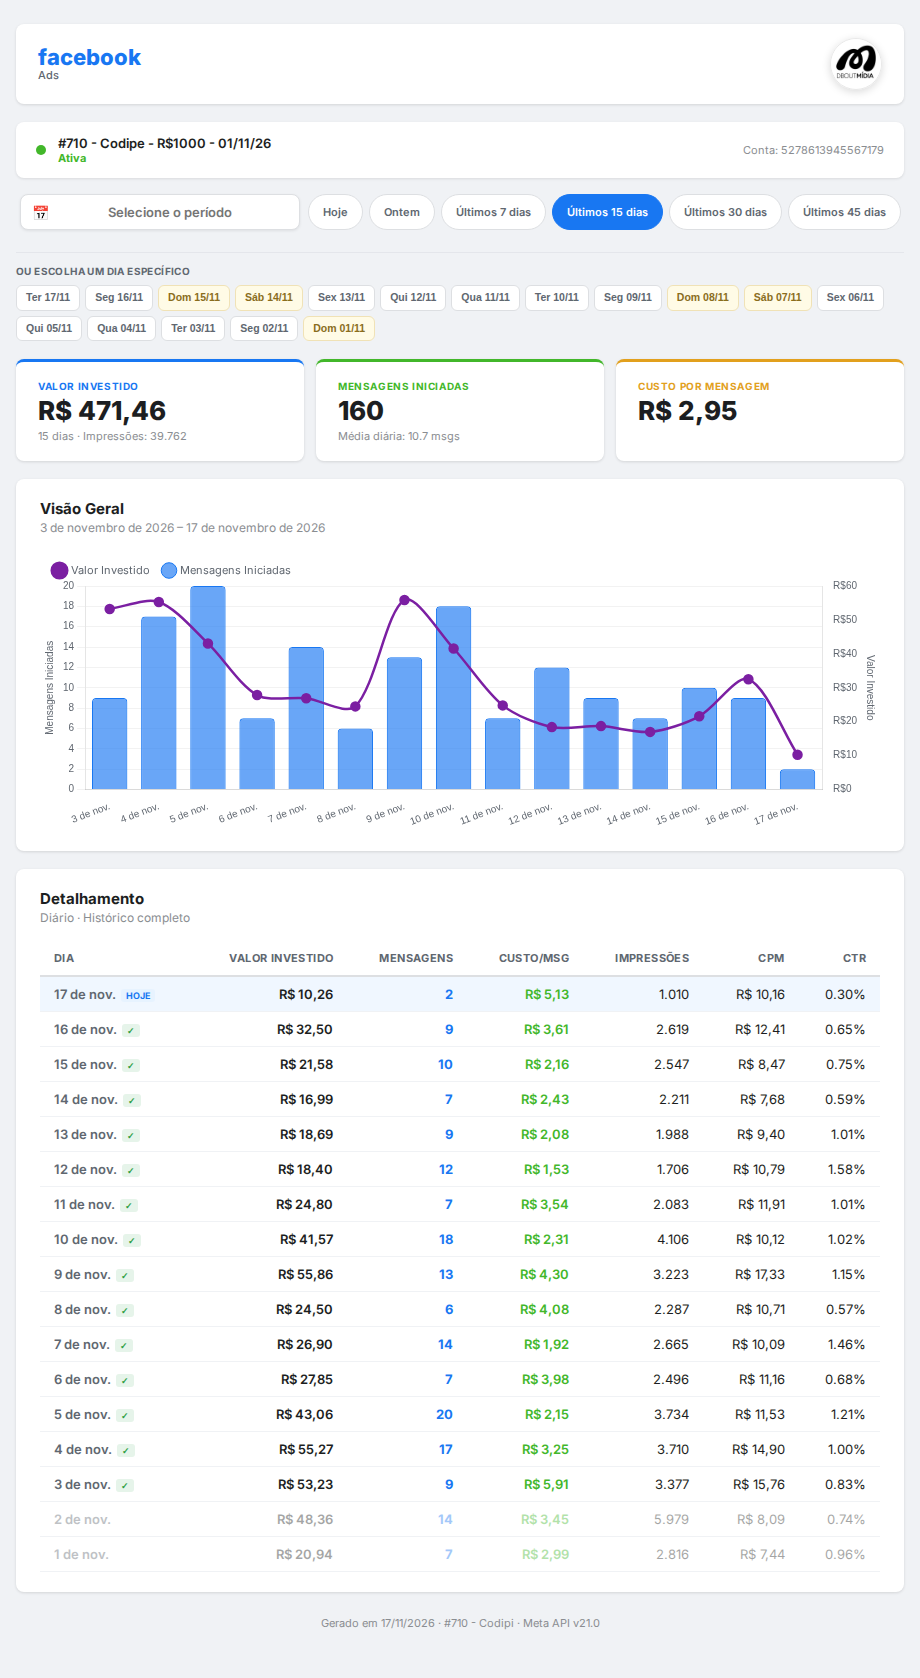 facebook
Ads
DBOUTMÍDIA
#710 - Codipe - R$1000 - 01/11/26
Ativa
Conta: 5278613945567179
Selecione o período
Hoje
Ontem
Últimos 7 dias
Últimos 15 dias
Últimos 30 dias
Últimos 45 dias
OU ESCOLHA UM DIA ESPECÍFICO
Ter 17/11
Seg 16/11
Dom 15/11
Sáb 14/11
Sex 13/11
Qui 12/11
Qua 11/11
Ter 10/11
Seg 09/11
Dom 08/11
Sáb 07/11
Sex 06/11
Qui 05/11
Qua 04/11
Ter 03/11
Seg 02/11
Dom 01/11
VALOR INVESTIDO
R$ 471,46
15 dias · Impressões: 39.762
MENSAGENS INICIADAS
160
Média diária: 10.7 msgs
CUSTO POR MENSAGEM
R$ 2,95
Visão Geral
3 de novembro de 2026 – 17 de novembro de 2026
Valor Investido
Mensagens Iniciadas
20
18
16
14
12
10
8
6
4
2
0
Mensagens Iniciadas
R$60
R$50
R$40
R$30
R$20
R$10
R$0
Valor Investido
3 de nov.
4 de nov.
5 de nov.
6 de nov.
7 de nov.
8 de nov.
9 de nov.
10 de nov.
11 de nov.
12 de nov.
13 de nov.
14 de nov.
15 de nov.
16 de nov.
17 de nov.
Detalhamento
Diário · Histórico completo
DIA VALOR INVESTIDO MENSAGENS CUSTO/MSG IMPRESSÕES CPM CTR
17 de nov. HOJE R$ 10,26 2 R$ 5,13 1.010 R$ 10,16 0.30%
16 de nov. ✓ R$ 32,50 9 R$ 3,61 2.619 R$ 12,41 0.65%
15 de nov. ✓ R$ 21,58 10 R$ 2,16 2.547 R$ 8,47 0.75%
14 de nov. ✓ R$ 16,99 7 R$ 2,43 2.211 R$ 7,68 0.59%
13 de nov. ✓ R$ 18,69 9 R$ 2,08 1.988 R$ 9,40 1.01%
12 de nov. ✓ R$ 18,40 12 R$ 1,53 1.706 R$ 10,79 1.58%
11 de nov. ✓ R$ 24,80 7 R$ 3,54 2.083 R$ 11,91 1.01%
10 de nov. ✓ R$ 41,57 18 R$ 2,31 4.106 R$ 10,12 1.02%
9 de nov. ✓ R$ 55,86 13 R$ 4,30 3.223 R$ 17,33 1.15%
8 de nov. ✓ R$ 24,50 6 R$ 4,08 2.287 R$ 10,71 0.57%
7 de nov. ✓ R$ 26,90 14 R$ 1,92 2.665 R$ 10,09 1.46%
6 de nov. ✓ R$ 27,85 7 R$ 3,98 2.496 R$ 11,16 0.68%
5 de nov. ✓ R$ 43,06 20 R$ 2,15 3.734 R$ 11,53 1.21%
4 de nov. ✓ R$ 55,27 17 R$ 3,25 3.710 R$ 14,90 1.00%
3 de nov. ✓ R$ 53,23 9 R$ 5,91 3.377 R$ 15,76 0.83%
2 de nov. R$ 48,36 14 R$ 3,45 5.979 R$ 8,09 0.74%
1 de nov. R$ 20,94 7 R$ 2,99 2.816 R$ 7,44 0.96%
Gerado em 17/11/2026 · #710 - Codipi · Meta API v21.0